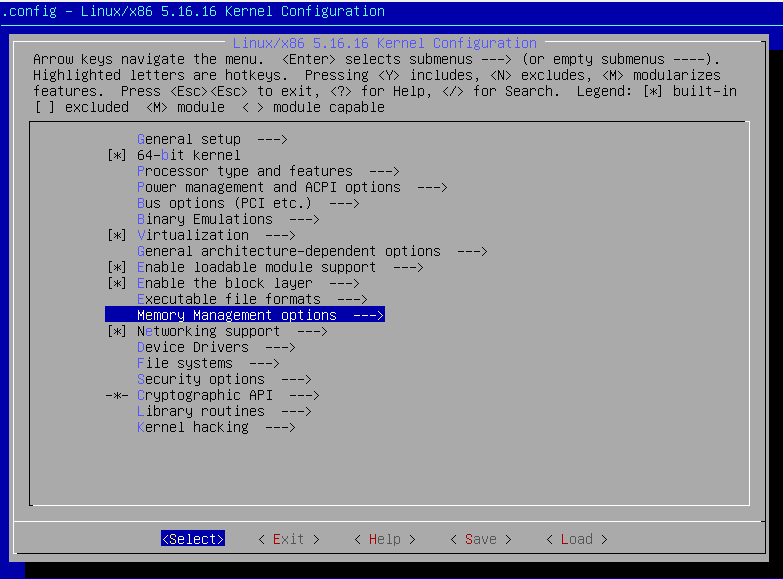 .config - Linux/x86 5.16.16 Kernel Configuration
Linux/x86 5.16.16 Kernel Configuration
Arrow keys navigate the menu.  <Enter> selects submenus ---> (or empty submenus ----).
Highlighted letters are hotkeys.  Pressing <Y> includes, <N> excludes, <M> modularizes
features.  Press <Esc><Esc> to exit, <?> for Help, </> for Search.  Legend: [*] built-in
[ ] excluded  <M> module  < > module capable
General setup  --->
[*] 64-bit kernel
Processor type and features  --->
Power management and ACPI options  --->
Bus options (PCI etc.)  --->
Binary Emulations  --->
[*] Virtualization  --->
General architecture-dependent options  --->
[*] Enable loadable module support  --->
[*] Enable the block layer  --->
Executable file formats  --->
Memory Management options  --->
[*] Networking support  --->
Device Drivers  --->
File systems  --->
Security options  --->
-*- Cryptographic API  --->
Library routines  --->
Kernel hacking  --->
<Select>    < Exit >    < Help >    < Save >    < Load >